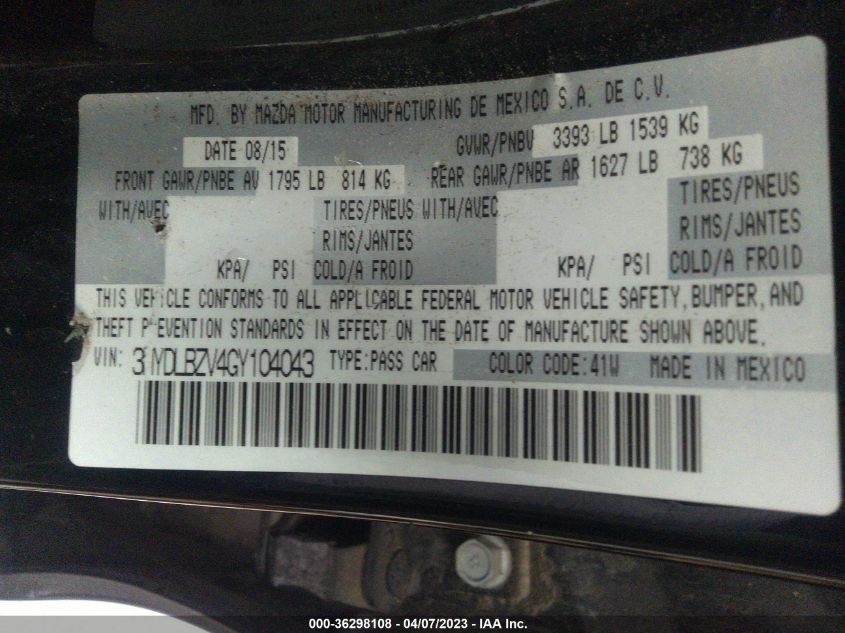 MFD. BY MAZDA MOTOR MANUFACTURING DE MEXICO S.A. DE C.V.
DATE 08/15 GVWR/PNBV 3393 LB 1539 KG
FRONT GAWR/PNBE AV 1795 LB 814 KG REAR GAWR/PNBE AR 1627 LB 738 KG
WITH/AVEC TIRES/PNEUS WITH/AVEC TIRES/PNEUS
RIMS/JANTES RIMS/JANTES
KPA/ PSI COLD/A FROID KPA/ PSI COLD/A FROID
THIS VEHICLE CONFORMS TO ALL APPLICABLE FEDERAL MOTOR VEHICLE SAFETY, BUMPER, AND
THEFT PREVENTION STANDARDS IN EFFECT ON THE DATE OF MANUFACTURE SHOWN ABOVE.
VIN: 3MYDLBZV4GY104043 TYPE:PASS CAR COLOR CODE:41W MADE IN MEXICO
000-36298108 - 04/07/2023 - IAA Inc.